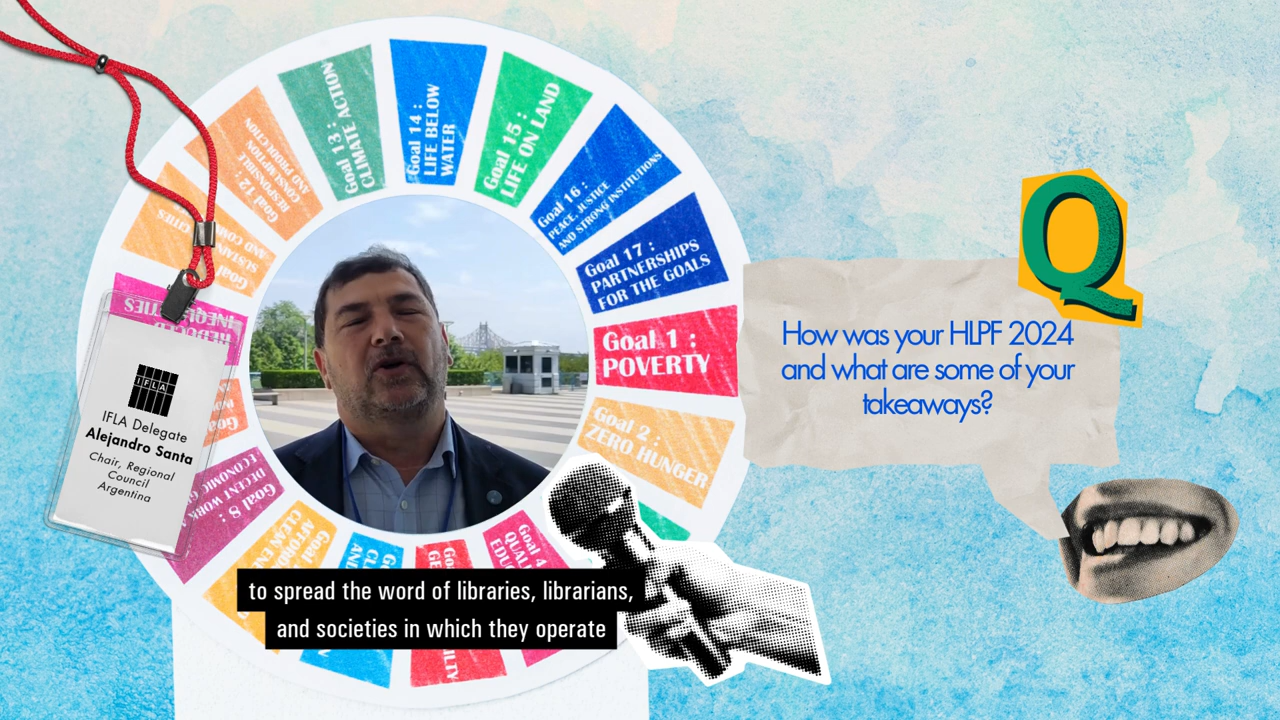 Goal 13 :
CLIMATE ACTION
Goal 14 :
LIFE BELOW
WATER
Goal 15 :
LIFE ON LAND
Goal 16 :
PEACE, JUSTICE
AND STRONG INSTITUTIONS
Goal 17 :
PARTNERSHIPS
FOR THE GOALS
Goal 1 :
POVERTY
Goal 2 :
ZERO HUNGER
Goal 4
Goal 8 :
DECENT WORK
Goal 12 :
RESPONSIBLE
CONSUMPTION
AND PRODUCTION
IFLA
IFLA Delegate
Alejandro Santa
Chair, Regional
Council
Argentina
Q
How was your HLPF 2024
and what are some of your
takeaways?
to spread the word of libraries, librarians,
and societies in which they operate